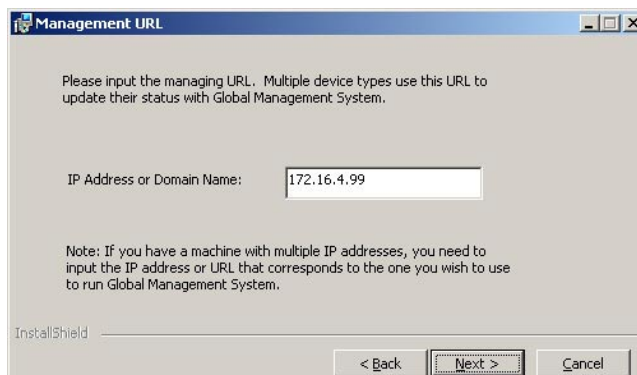 Management URL
Please input the managing URL. Multiple device types use this URL to
update their status with Global Management System.
IP Address or Domain Name:
172.16.4.99
Note: If you have a machine with multiple IP addresses, you need to
input the IP address or URL that corresponds to the one you wish to use
to run Global Management System.
InstallShield
< Back
Next >
Cancel